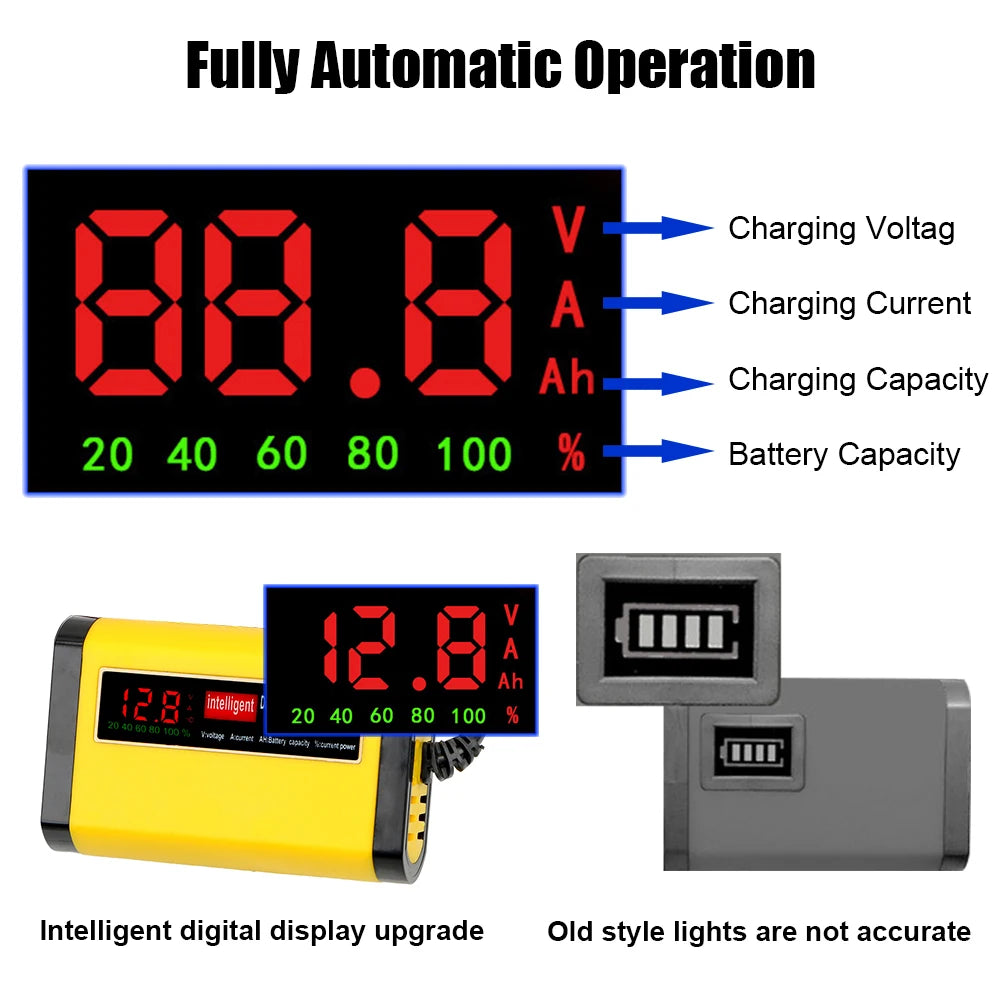 Fully Automatic Operation
88.8
V
Charging Voltag
A
Charging Current
Ah
Charging Capacity
20 40 60 80 100 %
Battery Capacity
12.8
V
A
Ah
20 40 60 80 100 %
12.8
intelligent D
20 40 60 80 100 %
V:voltage A:current AH:Battery capacity %:current power
Intelligent digital display upgrade
Old style lights are not accurate